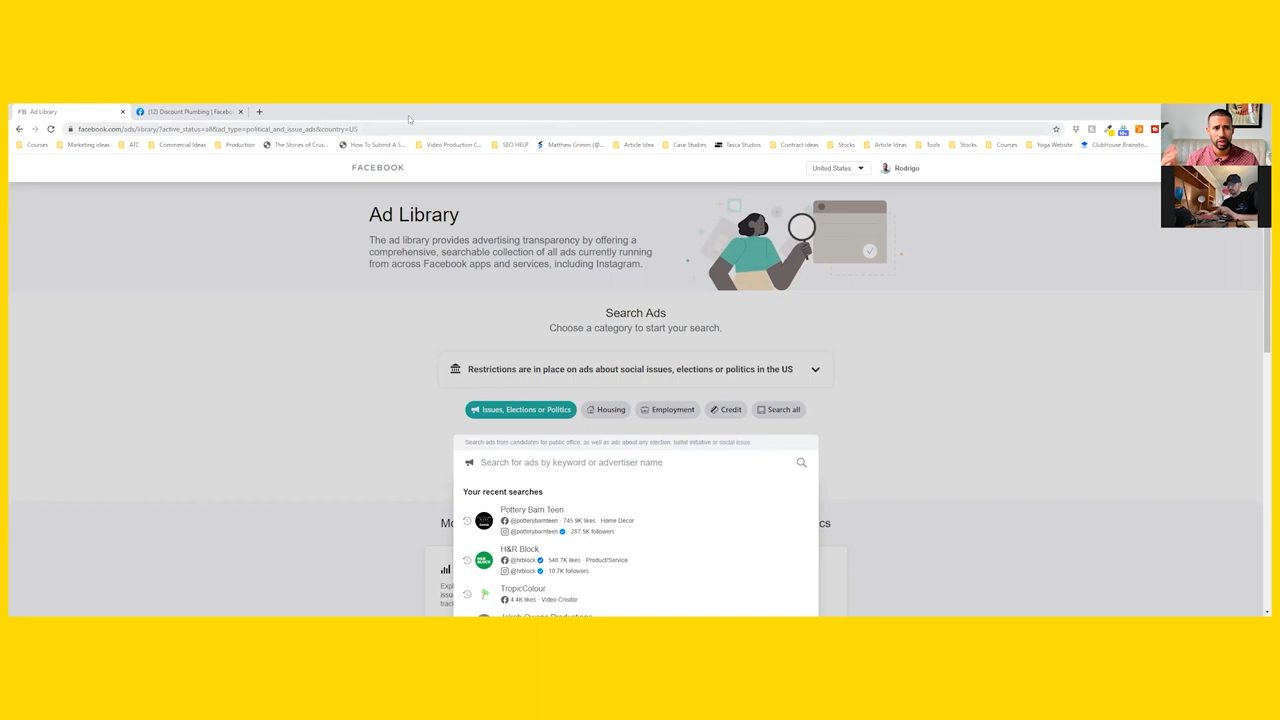 Ad Library
(12) Discount Plumbing | Facebo
facebook.com/ads/library/?active_status=all&ad_type=political_and_issue_ads&country=US
Courses
Marketing ideas
ATC
Commercial Ideas
Production
The Stories of Crus...
How To Submit A S...
Video Production C...
SEO HELP
Matthew Grimm (@...
Article Idea
Case Studies
Tasca Studios
Contract ideas
Stocks
Article Ideas
Tools
Stocks
Courses
Yoga Website
ClubHouse Brainsto...
FACEBOOK
United States
Rodrigo
Ad Library
The ad library provides advertising transparency by offering a
comprehensive, searchable collection of all ads currently running
from across Facebook apps and services, including Instagram.
Search Ads
Choose a category to start your search.
Restrictions are in place on ads about social issues, elections or politics in the US
Issues, Elections or Politics
Housing
Employment
Credit
Search all
Search ads from candidates for public office, as well as ads about any election, ballot initiative or social issue.
Search for ads by keyword or advertiser name
Your recent searches
Pottery Barn Teen
@potterybarnteen · 745.9K likes · Home Decor
@potterybarnteen · 287.5K followers
H&R Block
@hrblock · 548.7K likes · Product/Service
@hrblock · 10.7K followers
TropicColour
4.4K likes · Video Creator